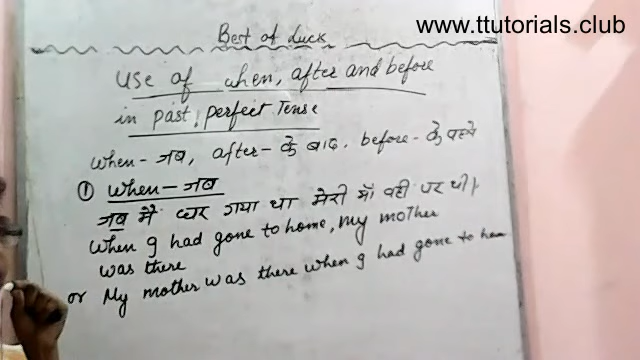 www.ttutorials.club
Best of Luck
Use of when, after and before
in past perfect Tense
When - जब, after - के बाद. before - के पहले
① When - जब
जब मैं घर गया था मेरी माँ वही पर थी।
When I had gone to home, my mother
was there
or My mother was there when I had gone to home